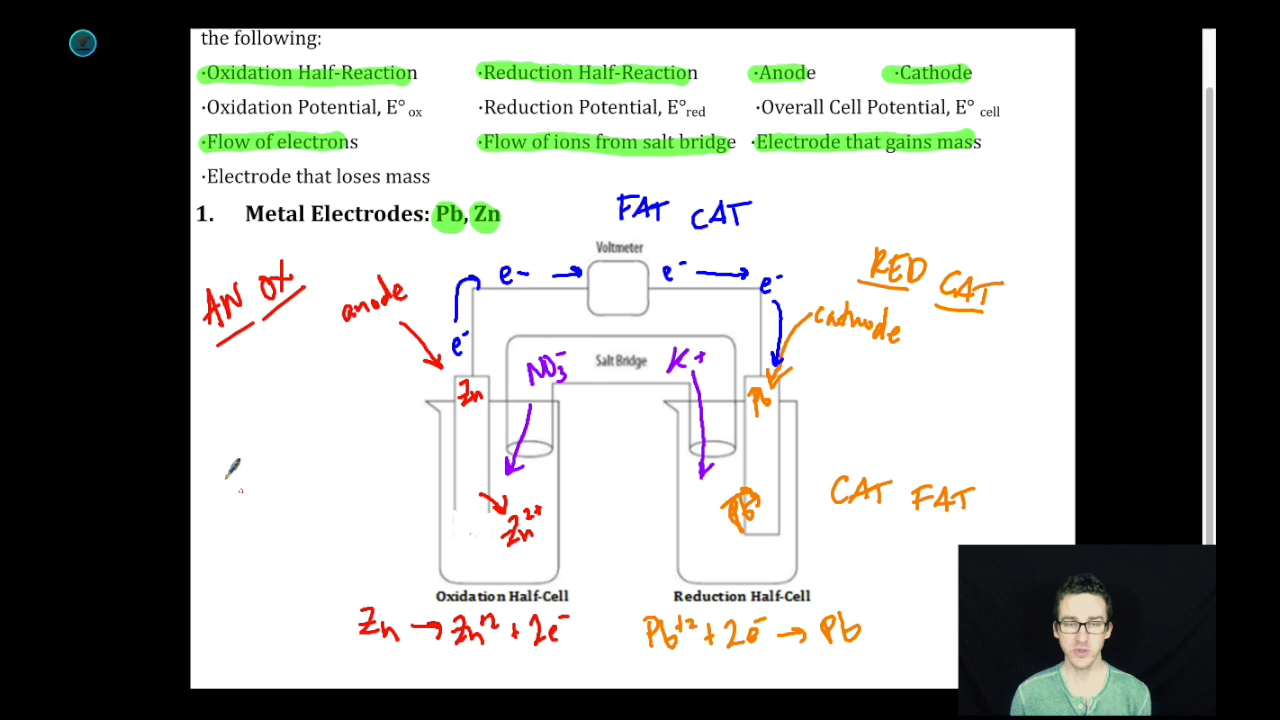 the following:
·Oxidation Half-Reaction ·Reduction Half-Reaction ·Anode ·Cathode
·Oxidation Potential, E° ox ·Reduction Potential, E°red ·Overall Cell Potential, E° cell
·Flow of electrons ·Flow of ions from salt bridge ·Electrode that gains mass
·Electrode that loses mass
1. Metal Electrodes: Pb, Zn
FAT CAT
Voltmeter
e- → e- → e-
RED CAT
AN OX
anode
cathode
e-
Salt Bridge
NO3-
K+
Zn
Pb
CAT FAT
Zn2+
Pb
Oxidation Half-Cell
Reduction Half-Cell
Zn → Zn+2 + 2e-
Pb+2 + 2e- → Pb